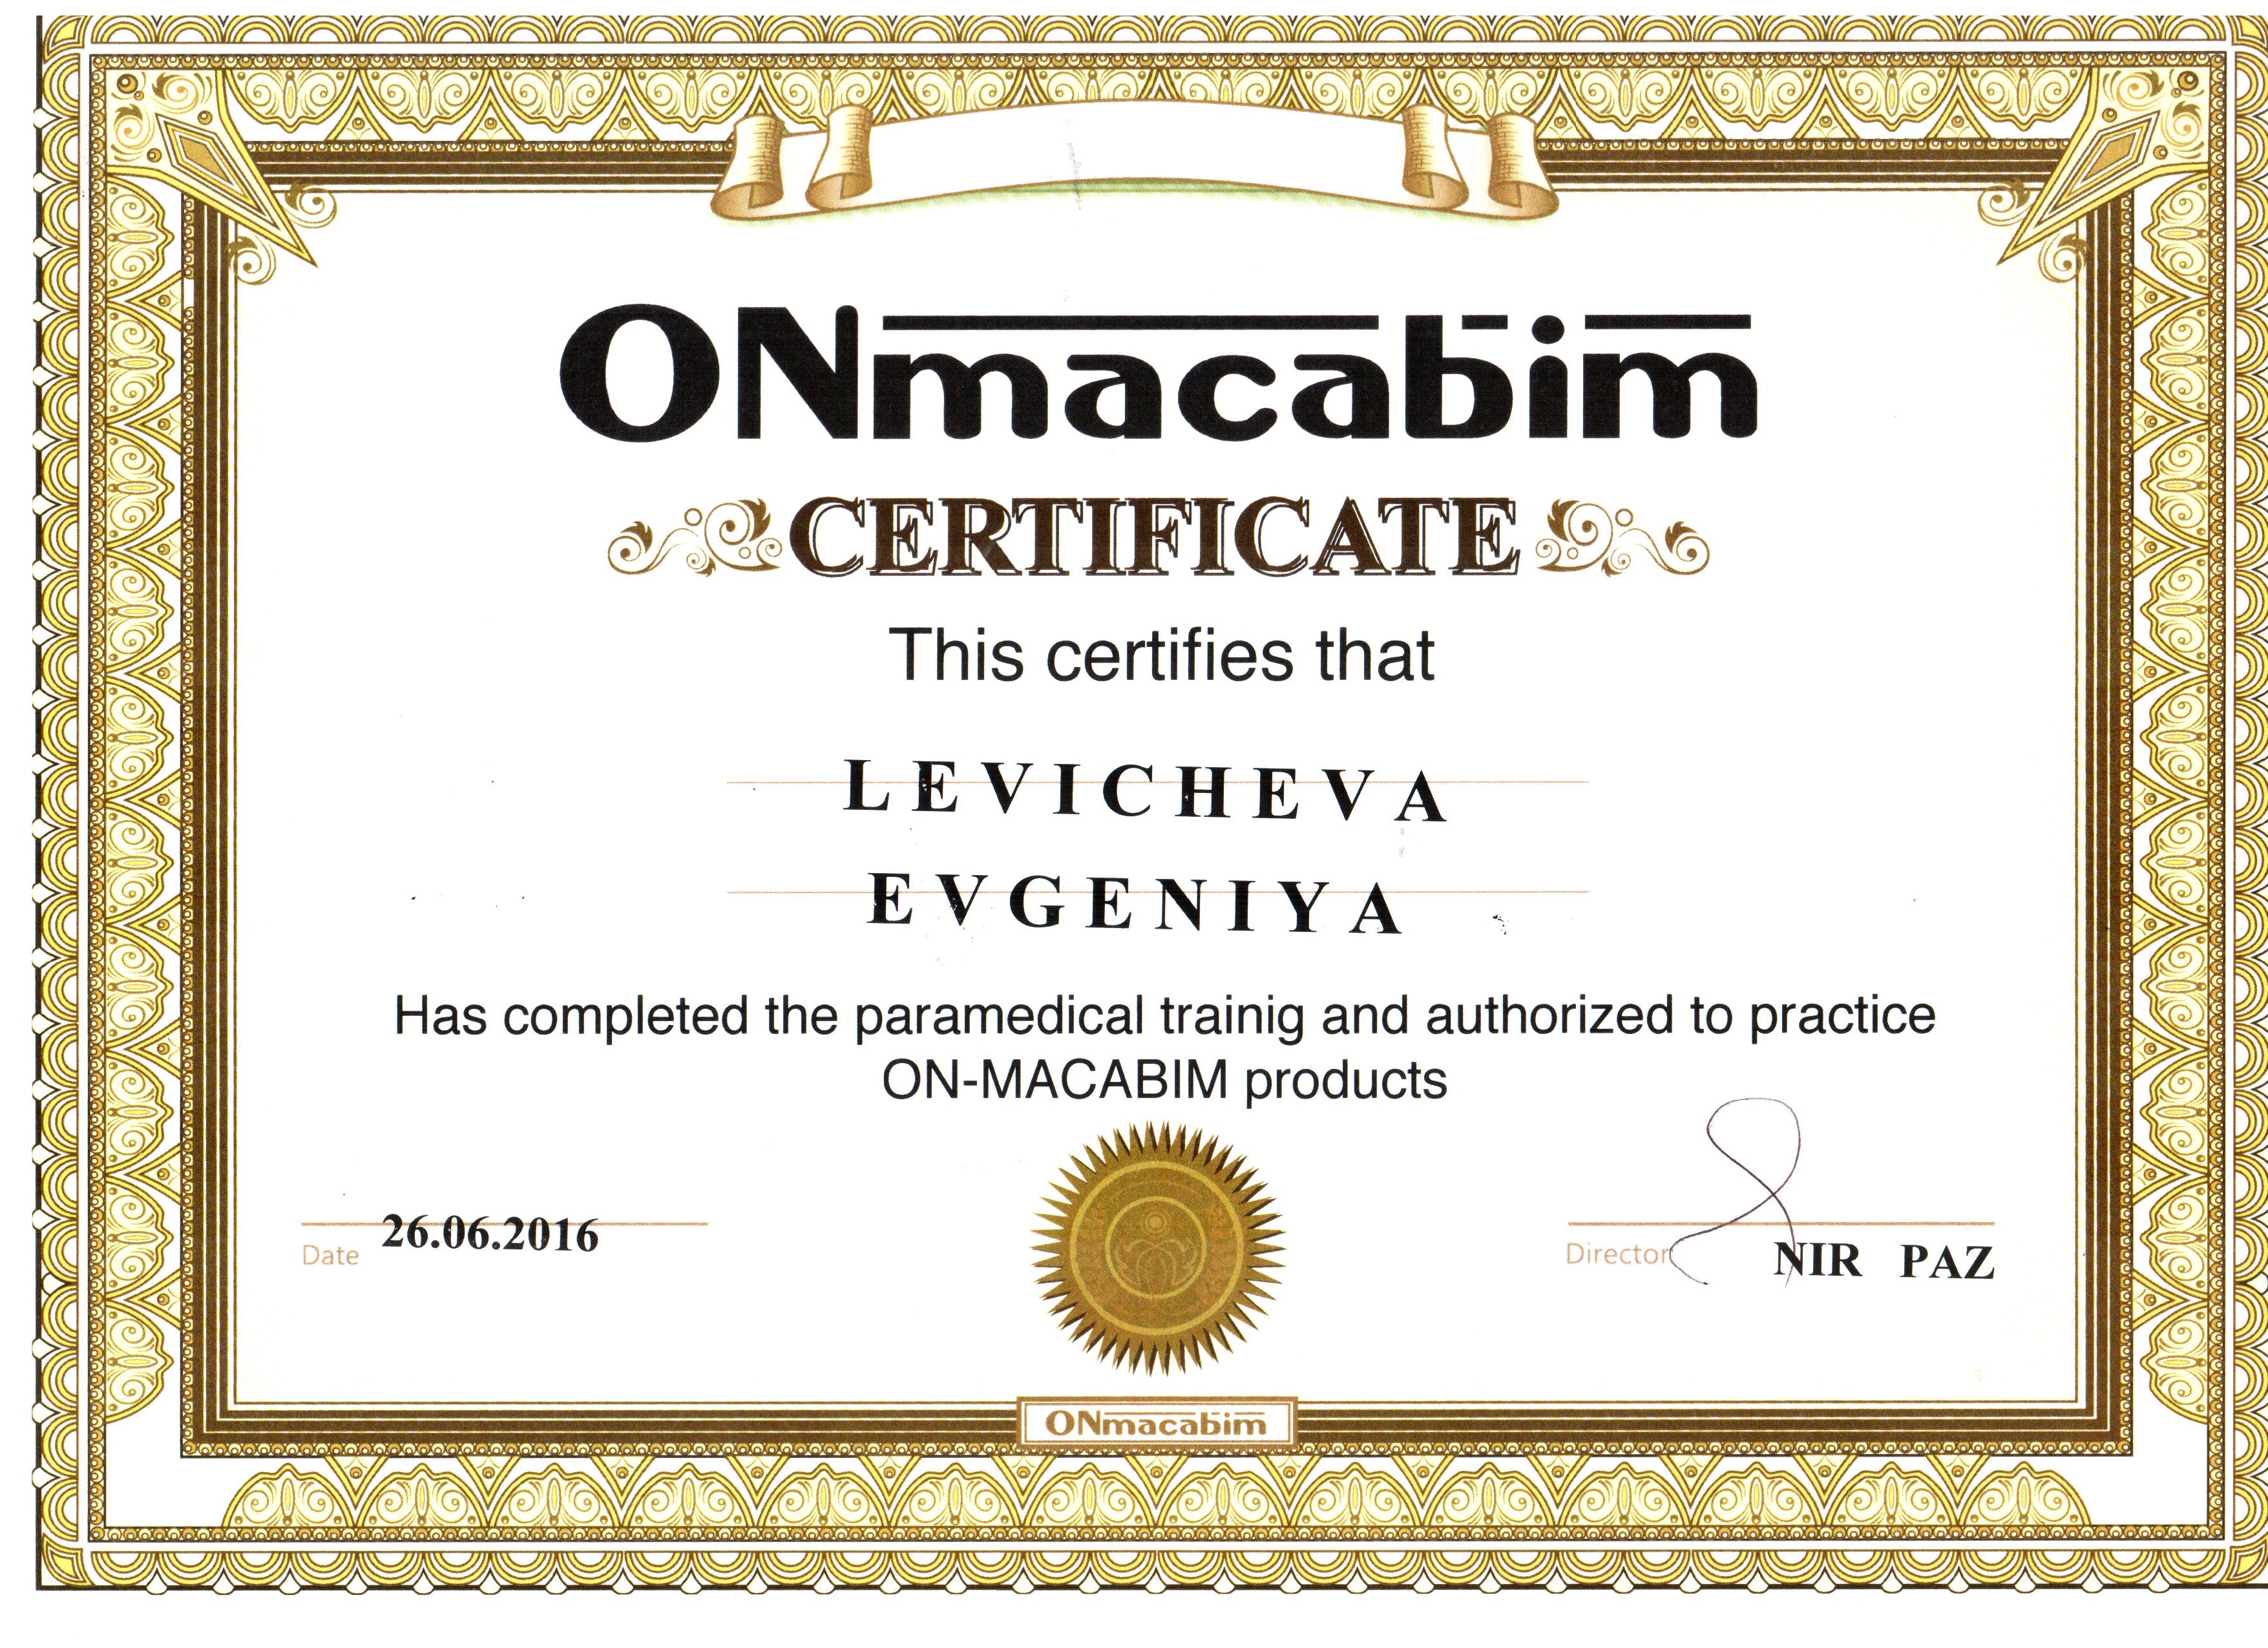 ONmacabim
CERTIFICATE
This certifies that
LEVICHEVA
EVGENIYA
Has completed the paramedical trainig and authorized to practice
ON-MACABIM products
26.06.2016
Date
Director
NIR PAZ
ONmacabim